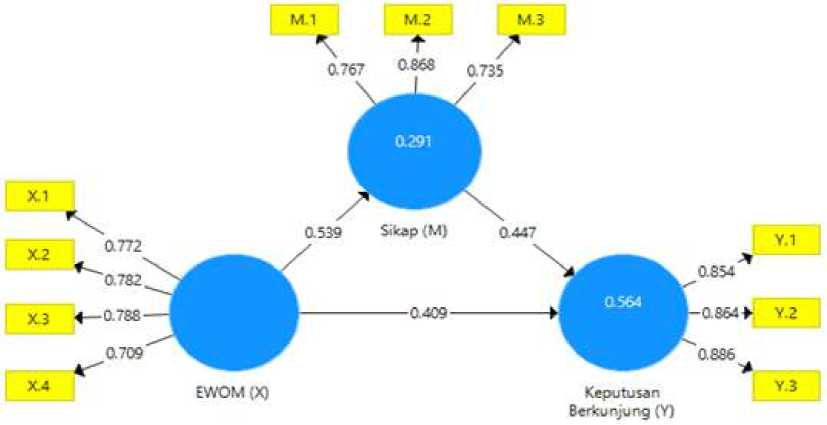 M.1
M.2
M.3
0.767
0.868
0.735
0.291
Sikap (M)
X.1
X.2
X.3
X.4
0.772
0.782
0.788
0.709
EWOM (X)
0.539
0.447
0.409
0.564
Keputusan
Berkunjung (Y)
0.854
0.864
0.886
Y.1
Y.2
Y.3